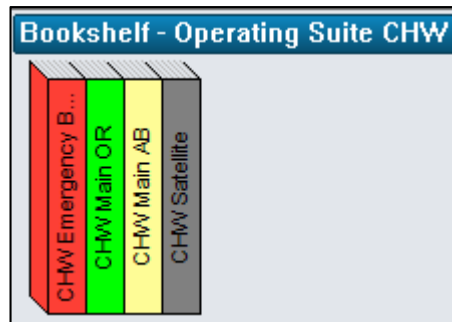 Bookshelf - Operating Suite CHW
CHW Emergency B...
CHW Main OR
CHW Main AB
CHW Satellite